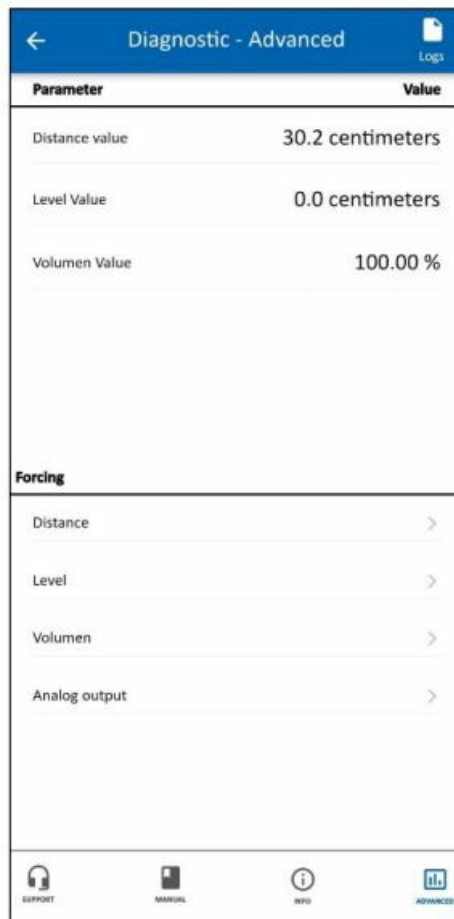 Diagnostic - Advanced
Logs
Parameter Value
Distance value 30.2 centimeters
Level Value 0.0 centimeters
Volumen Value 100.00 %
Forcing
Distance
Level
Volumen
Analog output
SUPPORT MANUAL INFO ADVANCED